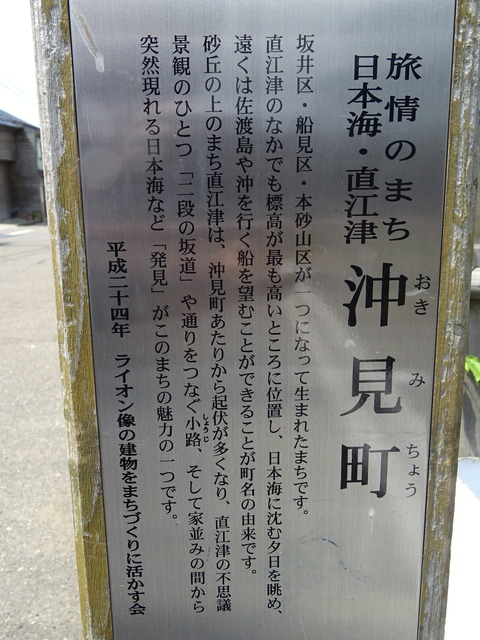 旅情のまち
日本海・直江津
沖見町
おき み ちょう
坂井区・船見区・本砂山区が一つになって生まれたまちです。
直江津のなかでも標高が最も高いところに位置し、日本海に沈む夕日を眺め、
遠くは佐渡島や沖を行く船を望むことができることが町名の由来です。
砂丘の上のまち直江津は、沖見町あたりから起伏が多くなり、直江津の不思議
景観のひとつ「二段の坂道」や通りをつなぐ小路、そして家並みの間から
しょうじ
突然現れる日本海など「発見」がこのまちの魅力の一つです。
平成二十四年 ライオン像の建物をまちづくりに活かす会